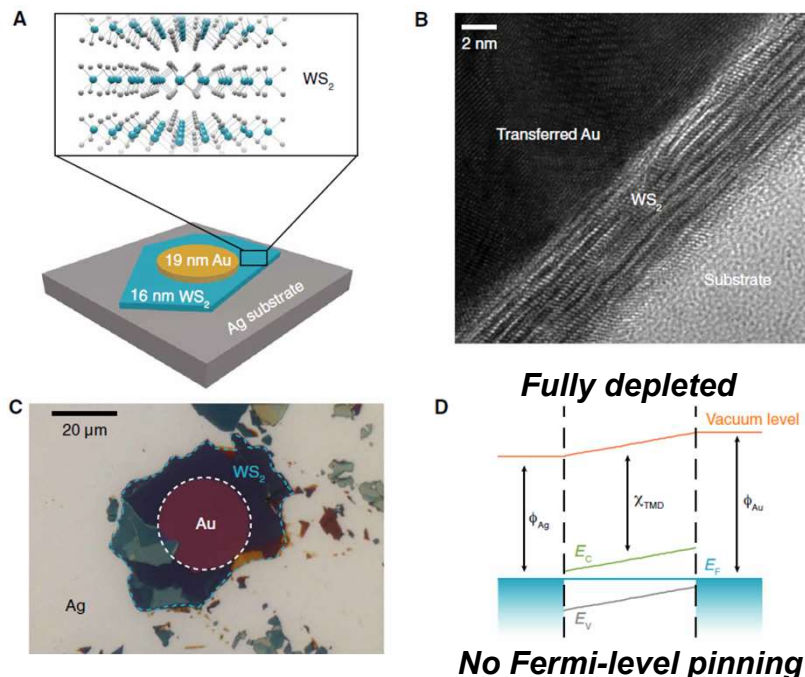 A
WS₂
19 nm Au
16 nm WS₂
Ag substrate
B
2 nm
Transferred Au
WS₂
Substrate
C
20 μm
WS₂
Au
Ag
Fully depleted
D
Vacuum level
ϕAg
χTMD
ϕAu
EC
EF
EV
No Fermi-level pinning